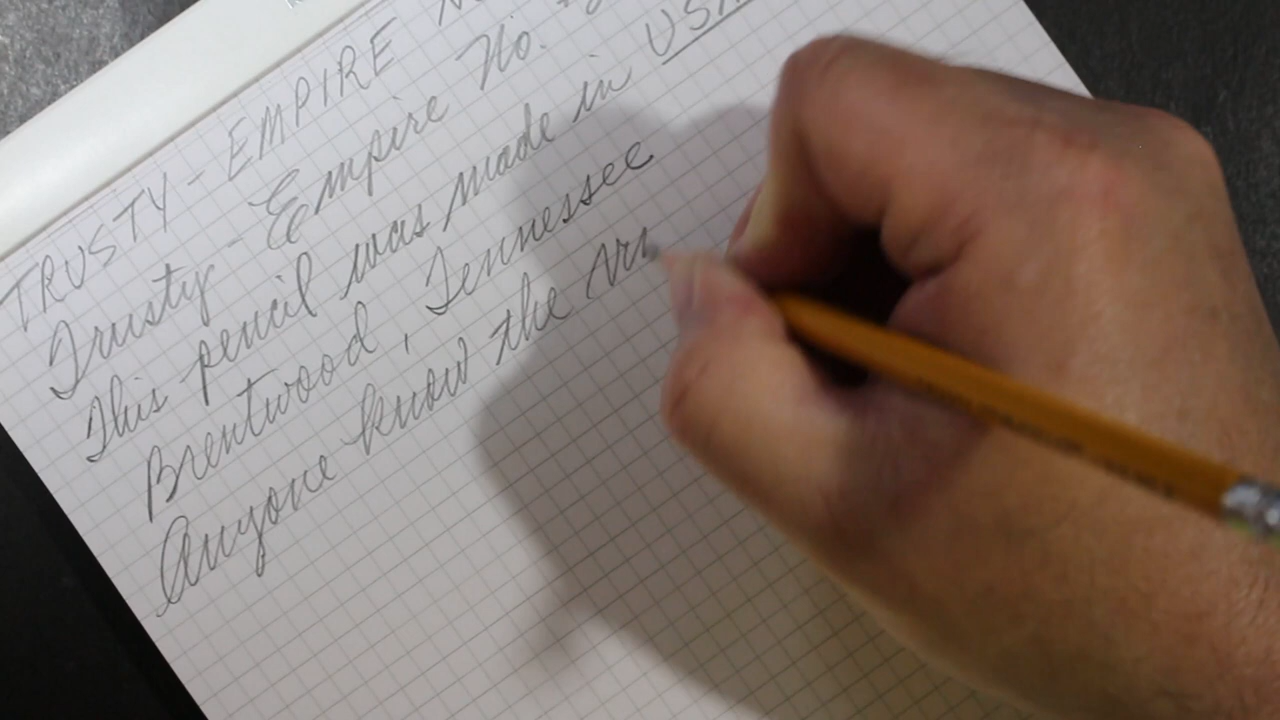 TRUSTY-EMPIRE
Trusty - Empire No.
This pencil was made in USA
Brentwood, Tennessee
Anyone know the